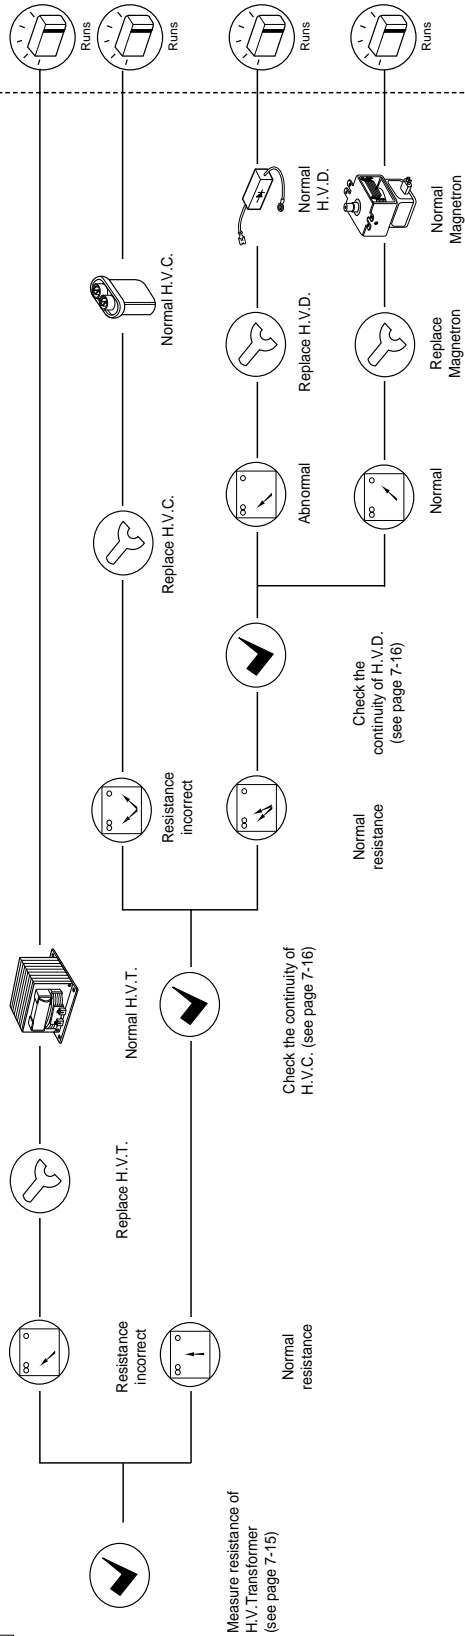 Measure resistance of
H.V.Transformer
(see page 7-15)
Resistance
incorrect
Replace H.V.T.
Normal H.V.T.
Runs
Normal
resistance
Check the continuity of
H.V.C. (see page 7-16)
Resistance
incorrect
Replace H.V.C.
Normal H.V.C.
Runs
Normal
resistance
Check the
continuity of H.V.D.
(see page 7-16)
Abnormal
Replace H.V.D.
Normal
H.V.D.
Runs
Normal
Replace
Magnetron
Normal
Magnetron
Runs